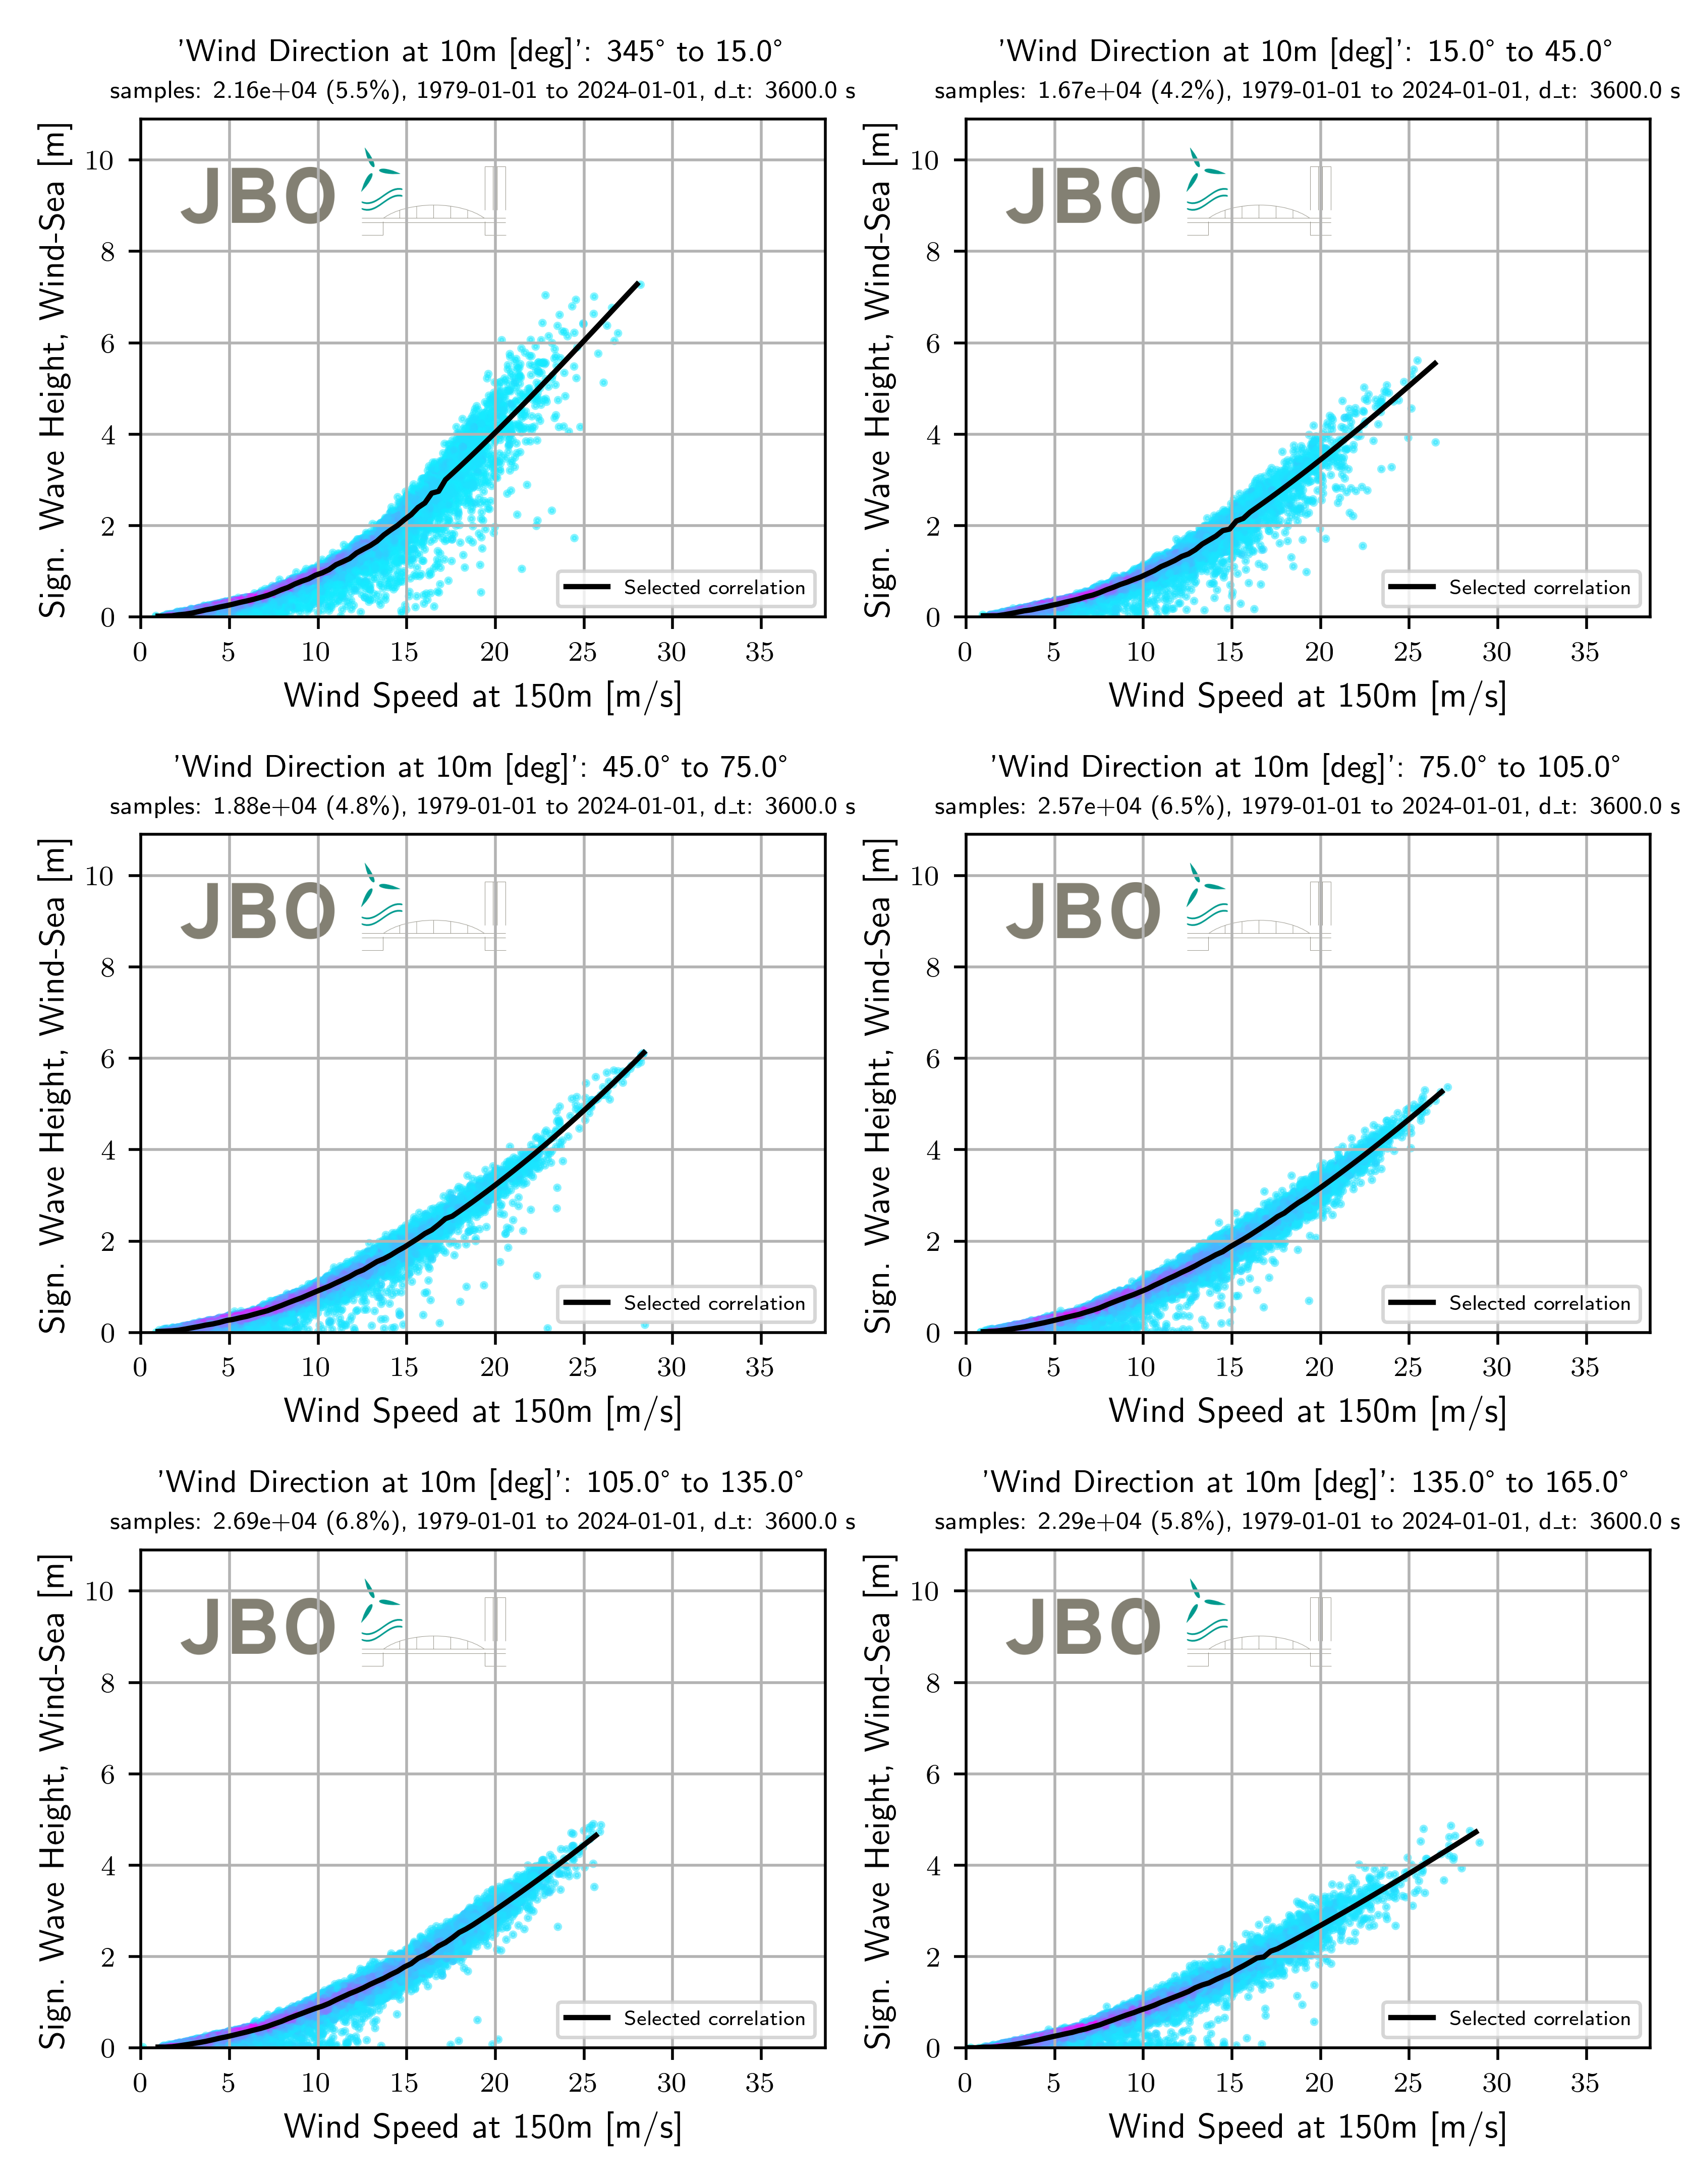 'Wind Direction at 10m [deg]': 345° to 15.0°
samples: 2.16e+04 (5.5%), 1979-01-01 to 2024-01-01, d_t: 3600.0 s
Sign. Wave Height, Wind-Sea [m]
10
8
6
4
2
0
JBO
Selected correlation
0 5 10 15 20 25 30 35
Wind Speed at 150m [m/s]
'Wind Direction at 10m [deg]': 15.0° to 45.0°
samples: 1.67e+04 (4.2%), 1979-01-01 to 2024-01-01, d_t: 3600.0 s
Sign. Wave Height, Wind-Sea [m]
10
8
6
4
2
0
JBO
Selected correlation
0 5 10 15 20 25 30 35
Wind Speed at 150m [m/s]
'Wind Direction at 10m [deg]': 45.0° to 75.0°
samples: 1.88e+04 (4.8%), 1979-01-01 to 2024-01-01, d_t: 3600.0 s
Sign. Wave Height, Wind-Sea [m]
10
8
6
4
2
0
JBO
Selected correlation
0 5 10 15 20 25 30 35
Wind Speed at 150m [m/s]
'Wind Direction at 10m [deg]': 75.0° to 105.0°
samples: 2.57e+04 (6.5%), 1979-01-01 to 2024-01-01, d_t: 3600.0 s
Sign. Wave Height, Wind-Sea [m]
10
8
6
4
2
0
JBO
Selected correlation
0 5 10 15 20 25 30 35
Wind Speed at 150m [m/s]
'Wind Direction at 10m [deg]': 105.0° to 135.0°
samples: 2.69e+04 (6.8%), 1979-01-01 to 2024-01-01, d_t: 3600.0 s
Sign. Wave Height, Wind-Sea [m]
10
8
6
4
2
0
JBO
Selected correlation
0 5 10 15 20 25 30 35
Wind Speed at 150m [m/s]
'Wind Direction at 10m [deg]': 135.0° to 165.0°
samples: 2.29e+04 (5.8%), 1979-01-01 to 2024-01-01, d_t: 3600.0 s
Sign. Wave Height, Wind-Sea [m]
10
8
6
4
2
0
JBO
Selected correlation
0 5 10 15 20 25 30 35
Wind Speed at 150m [m/s]